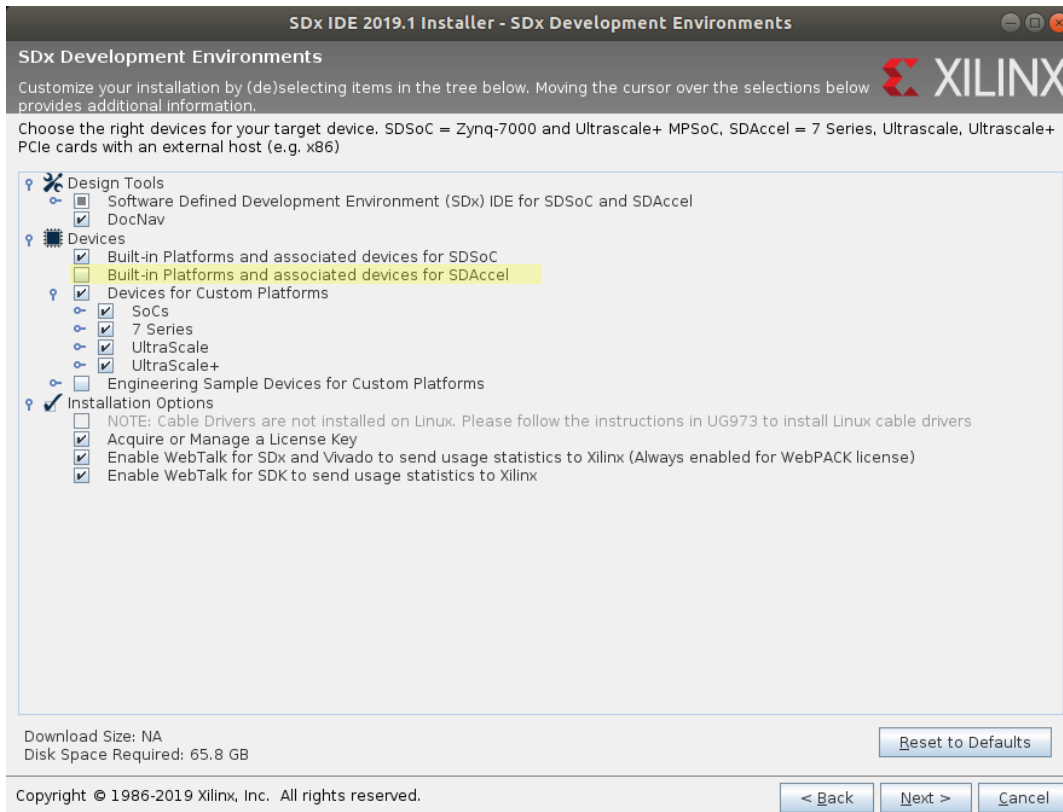 SDx IDE 2019.1 Installer - SDx Development Environments
SDx Development Environments
Customize your installation by (de)selecting items in the tree below. Moving the cursor over the selections below
provides additional information.
XILINX
Choose the right devices for your target device. SDSoC = Zynq-7000 and Ultrascale+ MPSoC, SDAccel = 7 Series, Ultrascale, Ultrascale+
PCIe cards with an external host (e.g. x86)
Design Tools
Software Defined Development Environment (SDx) IDE for SDSoC and SDAccel
DocNav
Devices
Built-in Platforms and associated devices for SDSoC
Built-in Platforms and associated devices for SDAccel
Devices for Custom Platforms
SoCs
7 Series
UltraScale
UltraScale+
Engineering Sample Devices for Custom Platforms
Installation Options
NOTE: Cable Drivers are not installed on Linux. Please follow the instructions in UG973 to install Linux cable drivers
Acquire or Manage a License Key
Enable WebTalk for SDx and Vivado to send usage statistics to Xilinx (Always enabled for WebPACK license)
Enable WebTalk for SDK to send usage statistics to Xilinx
Download Size: NA
Disk Space Required: 65.8 GB
Reset to Defaults
Copyright © 1986-2019 Xilinx, Inc. All rights reserved.
< Back
Next >
Cancel